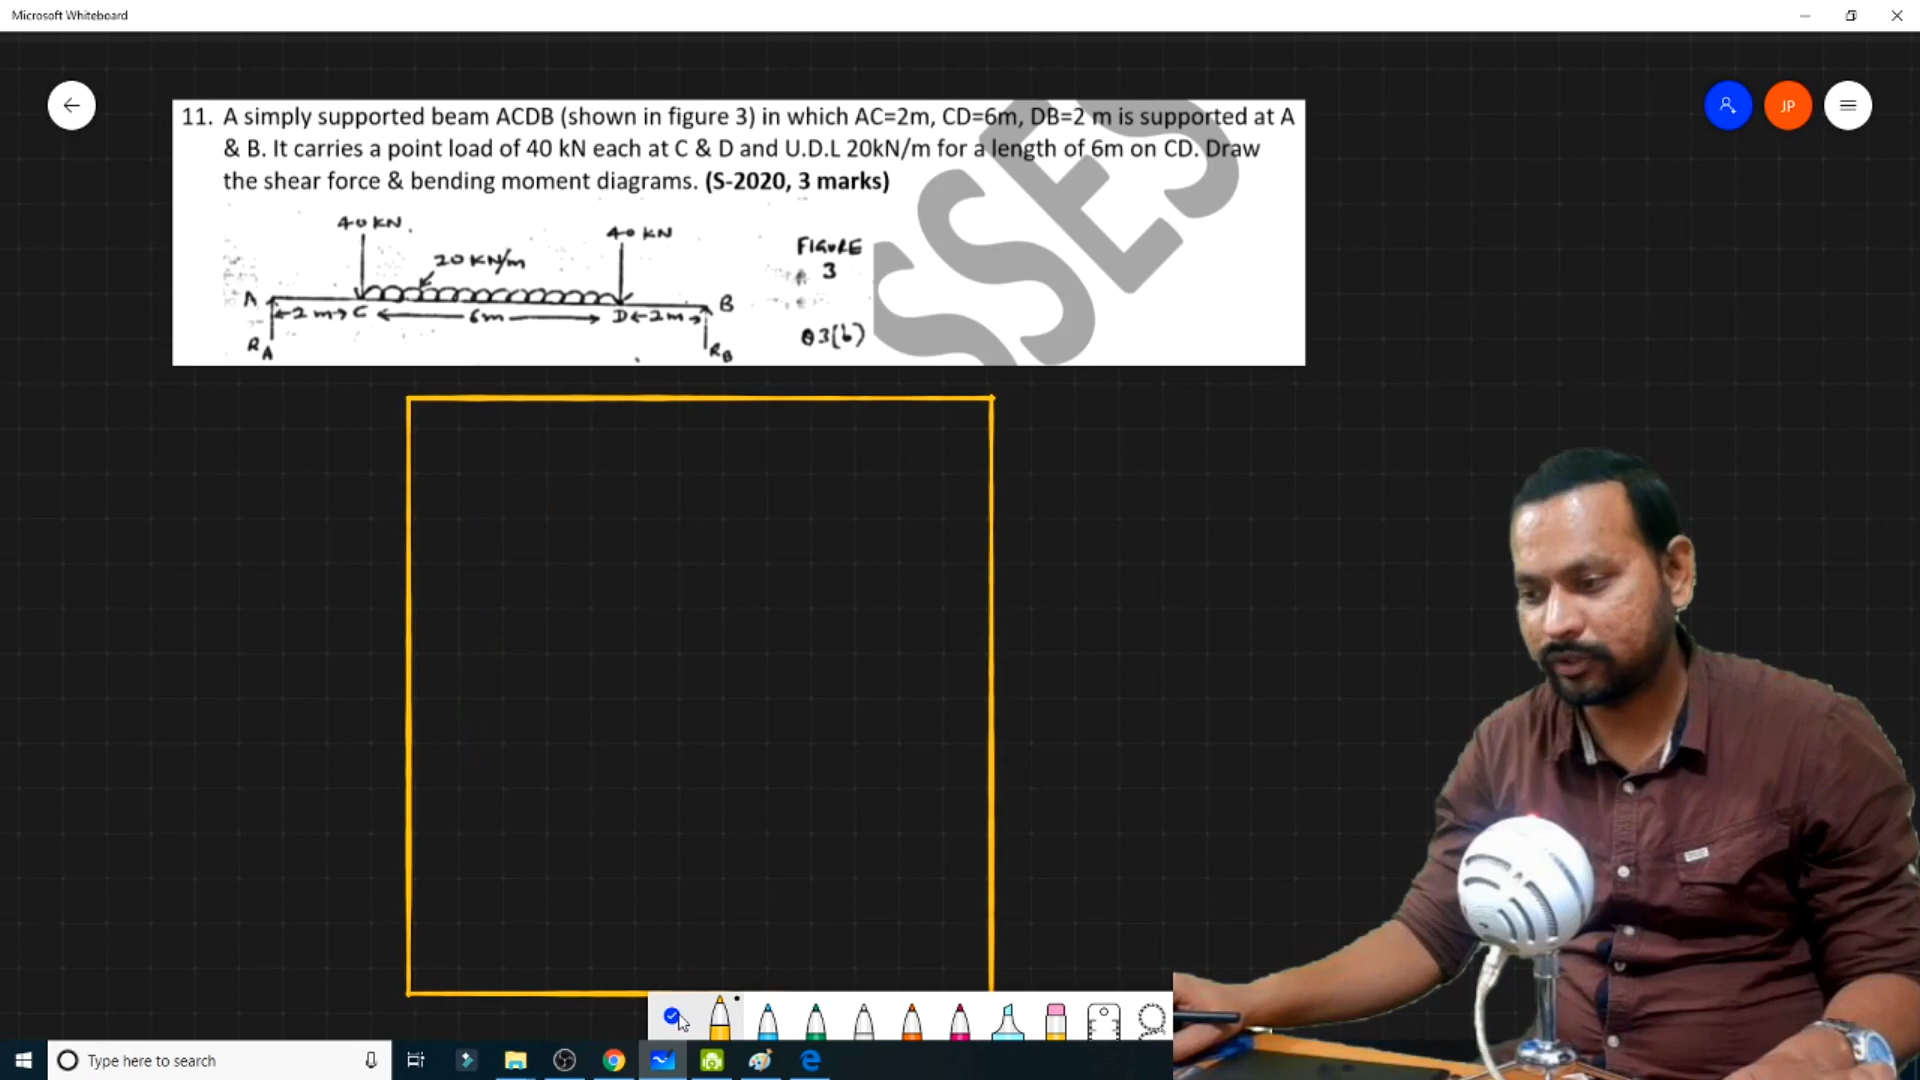 Microsoft Whiteboard
JP
11. A simply supported beam ACDB (shown in figure 3) in which AC=2m, CD=6m, DB=2 m is supported at A
& B. It carries a point load of 40 kN each at C & D and U.D.L 20kN/m for a length of 6m on CD. Draw
the shear force & bending moment diagrams. (S-2020, 3 marks)
40 KN.
40 KN
20 KN/m
FIGURE
3
A
B
2 m C 6m D 2m
RA
RB
Q3(b)
SSES
Type here to search